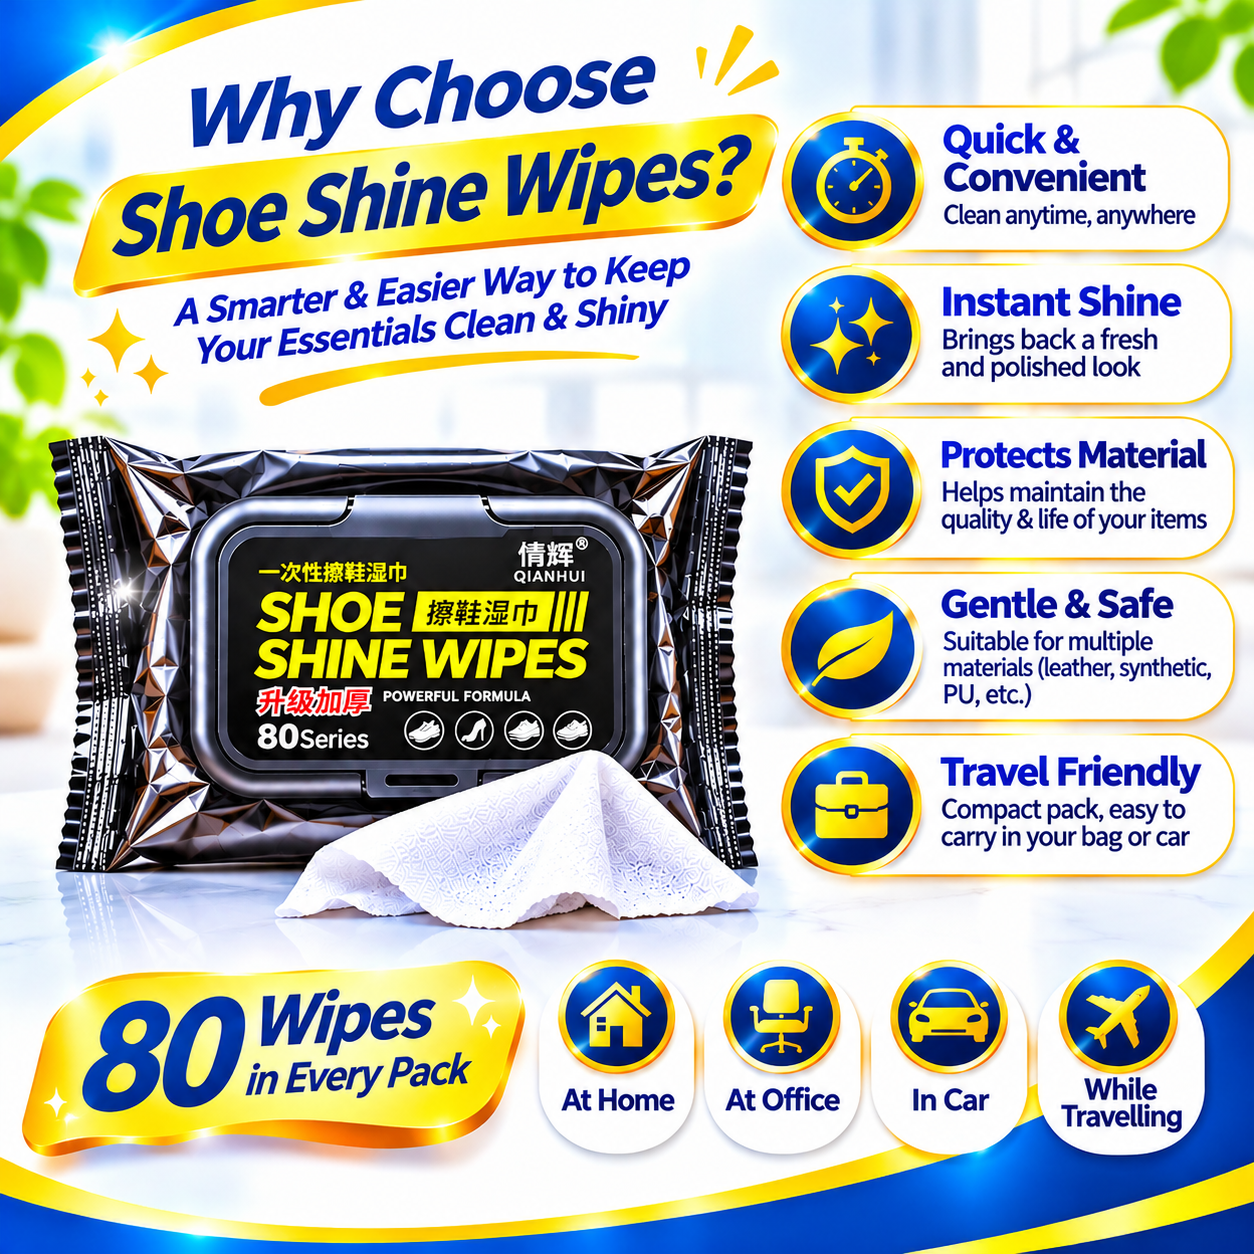 Why Choose
Shoe Shine Wipes?
A Smarter & Easier Way to Keep
Your Essentials Clean & Shiny
Quick &
Convenient
Clean anytime, anywhere
Instant Shine
Brings back a fresh
and polished look
Protects Material
Helps maintain the
quality & life of your items
Gentle & Safe
Suitable for multiple
materials (leather, synthetic,
PU, etc.)
Travel Friendly
Compact pack, easy to
carry in your bag or car
倩辉®
QIANHUI
一次性擦鞋湿巾
SHOE 擦鞋湿巾
SHINE WIPES
升级加厚 POWERFUL FORMULA
80Series
80 Wipes
in Every Pack
At Home
At Office
In Car
While
Travelling